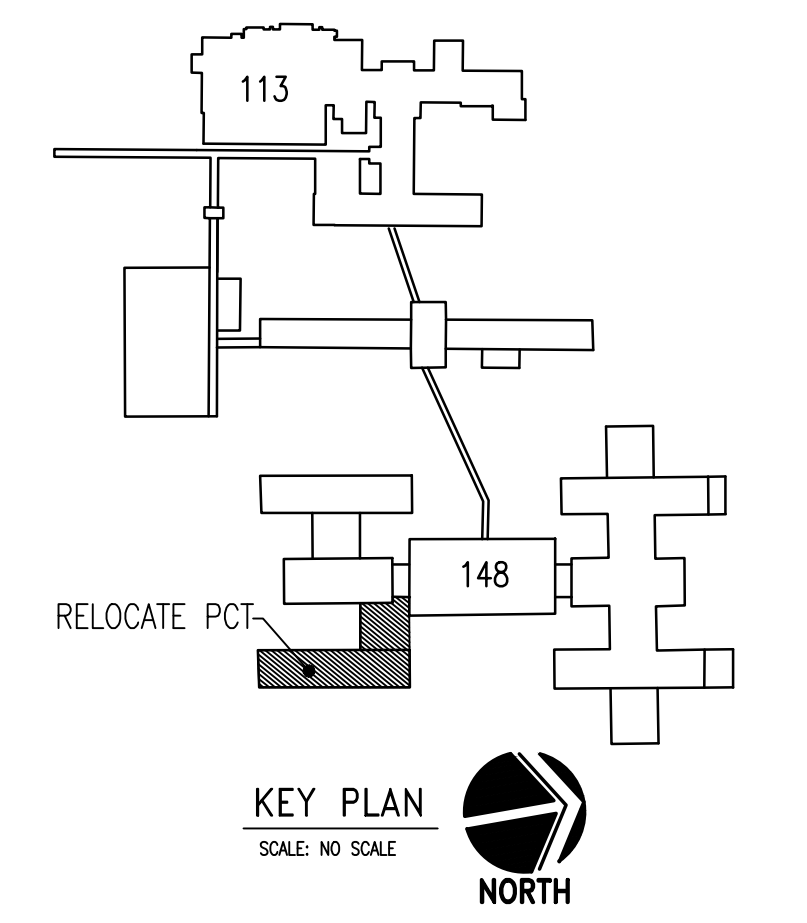 113
148
RELOCATE PCT
KEY PLAN
SCALE: NO SCALE
NORTH